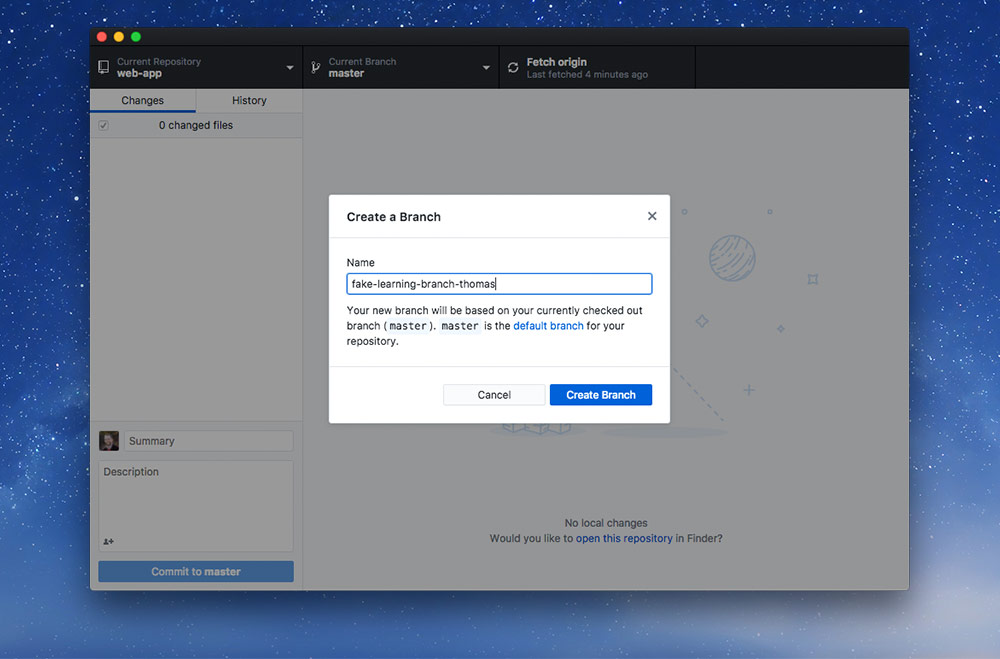 Current Repository
web-app
Current Branch
master
Fetch origin
Last fetched 4 minutes ago
Changes
History
0 changed files
Create a Branch
Name
fake-learning-branch-thomas
Your new branch will be based on your currently checked out
branch (master). master is the default branch for your
repository.
Cancel
Create Branch
Summary
Description
Commit to master
No local changes
Would you like to open this repository in Finder?